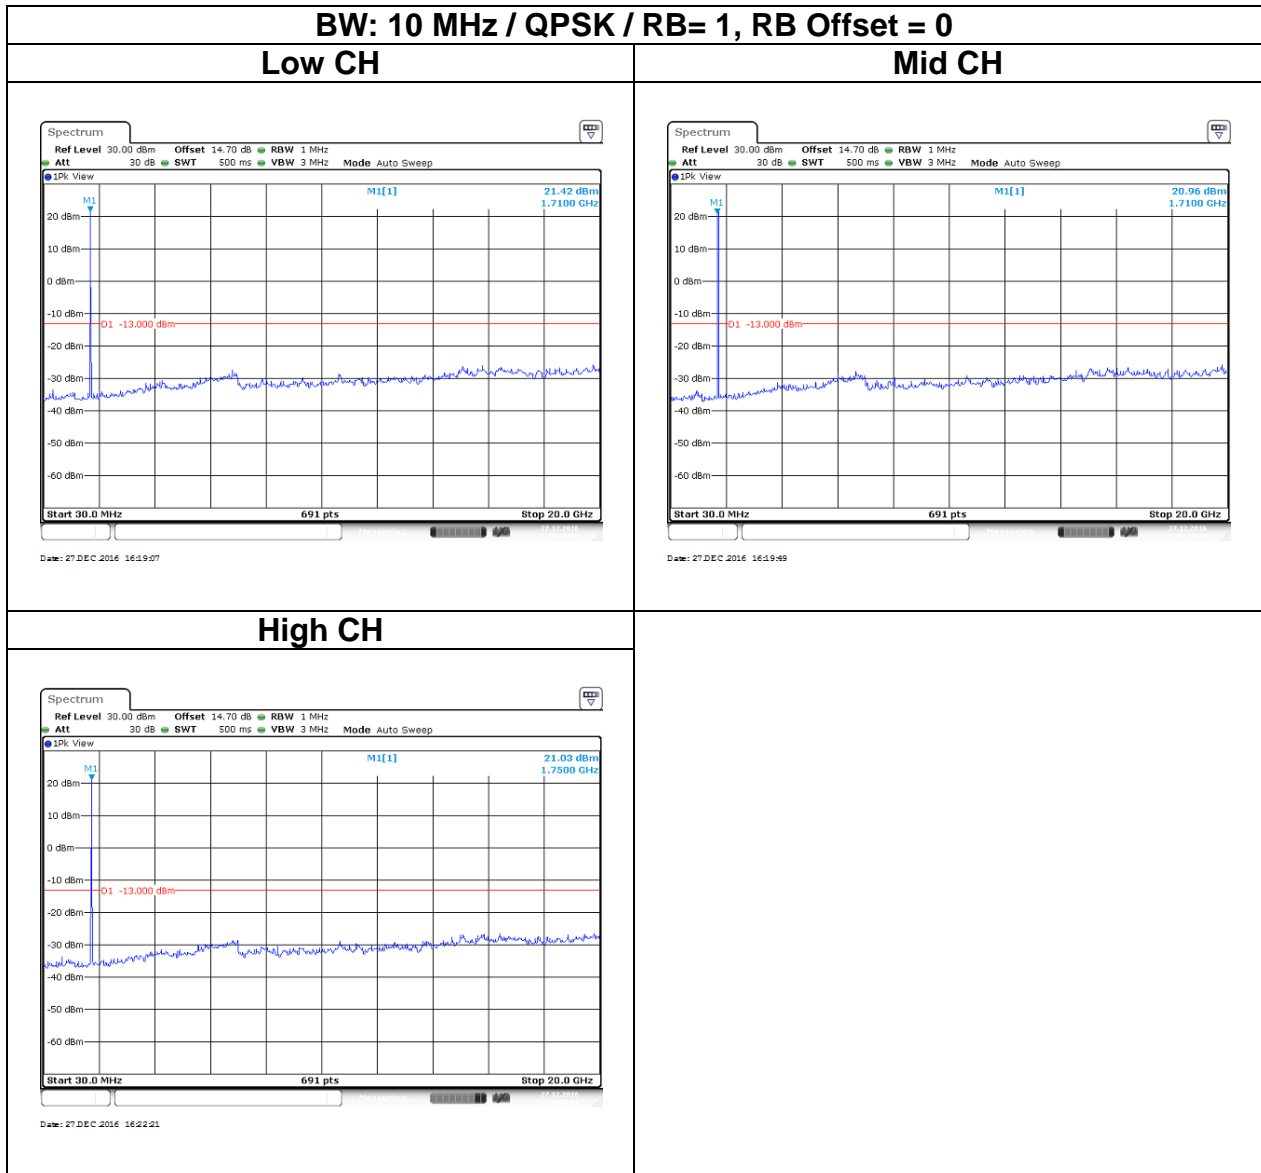 BW: 10 MHz / QPSK / RB= 1, RB Offset = 0
Low CH
Mid CH
Spectrum
Ref Level 30.00 dBm Offset 14.70 dB RBW 1 MHz
Att 30 dB SWT 500 ms VBW 3 MHz Mode Auto Sweep
1Pk View
M1[1] 21.42 dBm
1.7100 GHz
M1
20 dBm
10 dBm
0 dBm
-10 dBm
D1 -13.000 dBm
-20 dBm
-30 dBm
-40 dBm
-50 dBm
-60 dBm
Start 30.0 MHz 691 pts Stop 20.0 GHz
27.12.2016
Date: 27.DEC.2016 16:19:07
Spectrum
Ref Level 30.00 dBm Offset 14.70 dB RBW 1 MHz
Att 30 dB SWT 500 ms VBW 3 MHz Mode Auto Sweep
1Pk View
M1[1] 20.96 dBm
1.7100 GHz
M1
20 dBm
10 dBm
0 dBm
-10 dBm
D1 -13.000 dBm
-20 dBm
-30 dBm
-40 dBm
-50 dBm
-60 dBm
Start 30.0 MHz 691 pts Stop 20.0 GHz
27.12.2016
Date: 27.DEC.2016 16:19:49
High CH
Spectrum
Ref Level 30.00 dBm Offset 14.70 dB RBW 1 MHz
Att 30 dB SWT 500 ms VBW 3 MHz Mode Auto Sweep
1Pk View
M1[1] 21.03 dBm
1.7500 GHz
M1
20 dBm
10 dBm
0 dBm
-10 dBm
D1 -13.000 dBm
-20 dBm
-30 dBm
-40 dBm
-50 dBm
-60 dBm
Start 30.0 MHz 691 pts Stop 20.0 GHz
27.12.2016
Date: 27.DEC.2016 16:22:21